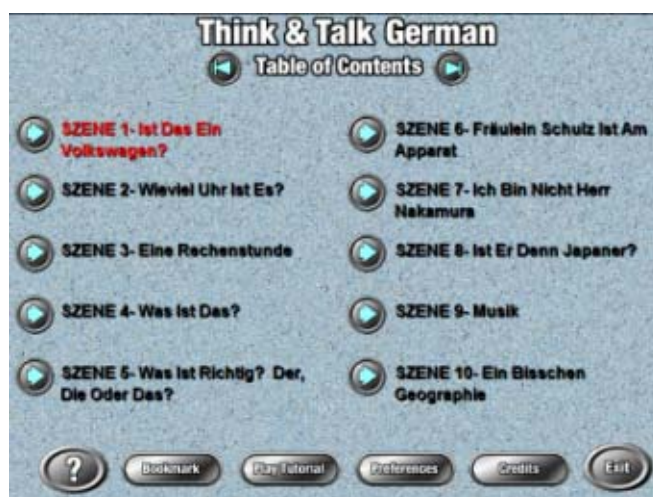 Think & Talk German
Table of Contents
SZENE 1- Ist Das Ein
Volkswagen?
SZENE 2- Wieviel Uhr Ist Es?
SZENE 3- Eine Rechenstunde
SZENE 4- Was Ist Das?
SZENE 5- Was Ist Richtig? Der,
Die Oder Das?
SZENE 6- Fräulein Schulz Ist Am
Apparat
SZENE 7- Ich Bin Nicht Herr
Nakamura
SZENE 8- Ist Er Denn Japaner?
SZENE 9- Musik
SZENE 10- Ein Bisschen
Geographie
?
Bookmark
Play Tutorial
Preferences
Credits
Exit